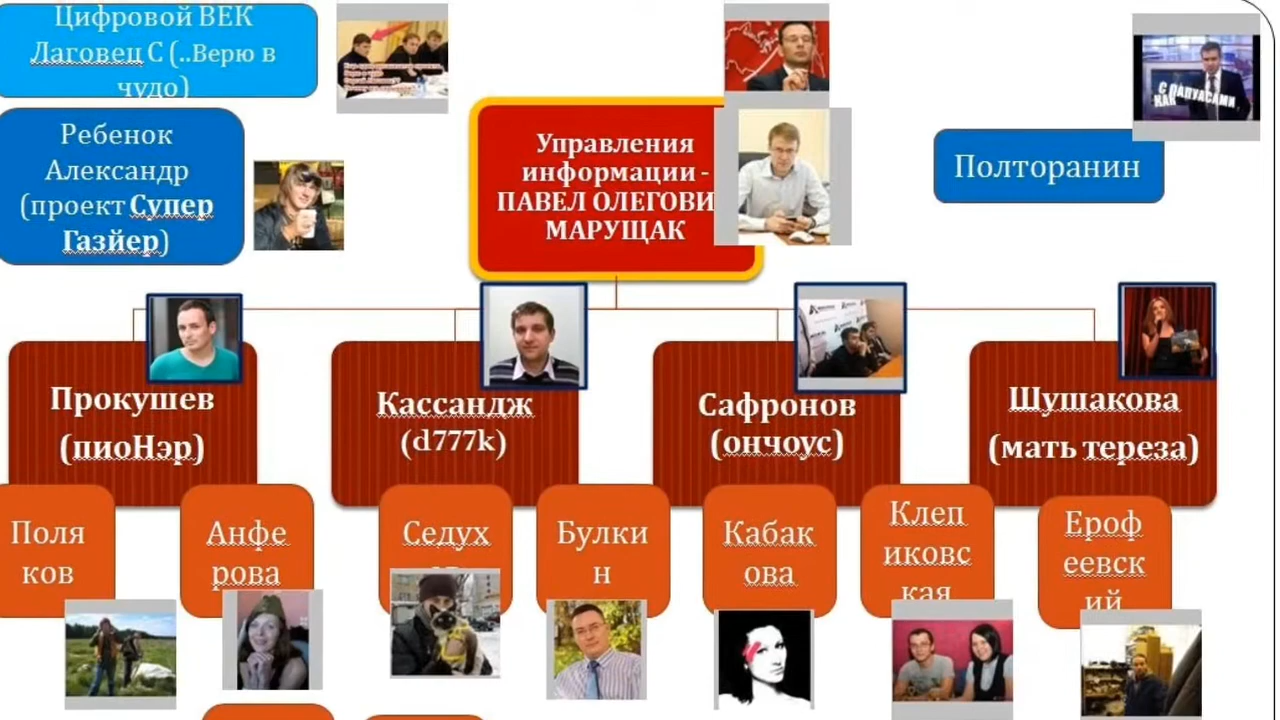 Цифровой ВЕК
Лаговец С (..Верю в
чудо)
Ребенок
Александр
(проект Супер
Газйер)
Управления
информации -
ПАВЕЛ ОЛЕГОВИ
МАРУЩАК
С ПАПУАСАМИ
КАК
Полторанин
Прокушев
(пиоНэр)
Кассандж
(d777k)
Сафронов
(ончоус)
Шушакова
(мать тереза)
Поля
ков
Анфе
рова
Седух
Булки
н
Кабак
ова
Клеп
иковс
кая
Ероф
еевск
ий